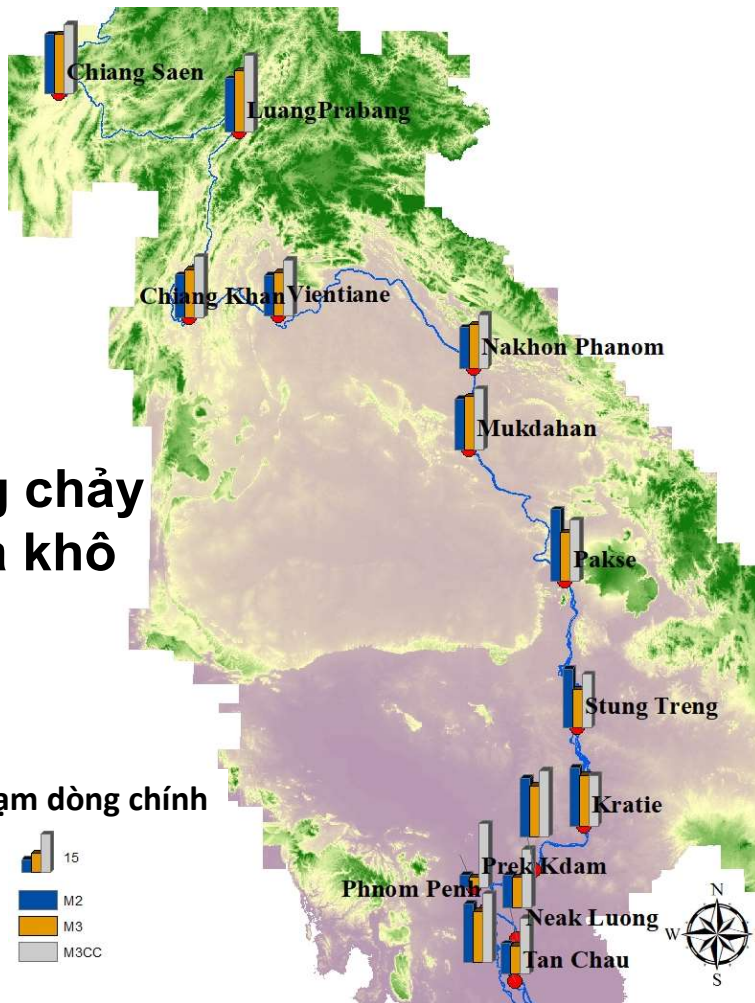 Chiang Saen
LuangPrabang
Chiang Khan
Vientiane
Nakhon Phanom
Mukdahan
chảy
khô
Pakse
Stung Treng
dòng chính
Kratie
15
Prek Kdam
Phnom Penh
M2
M3
M3CC
Neak Luong
Tan Chau
N
W
E
S